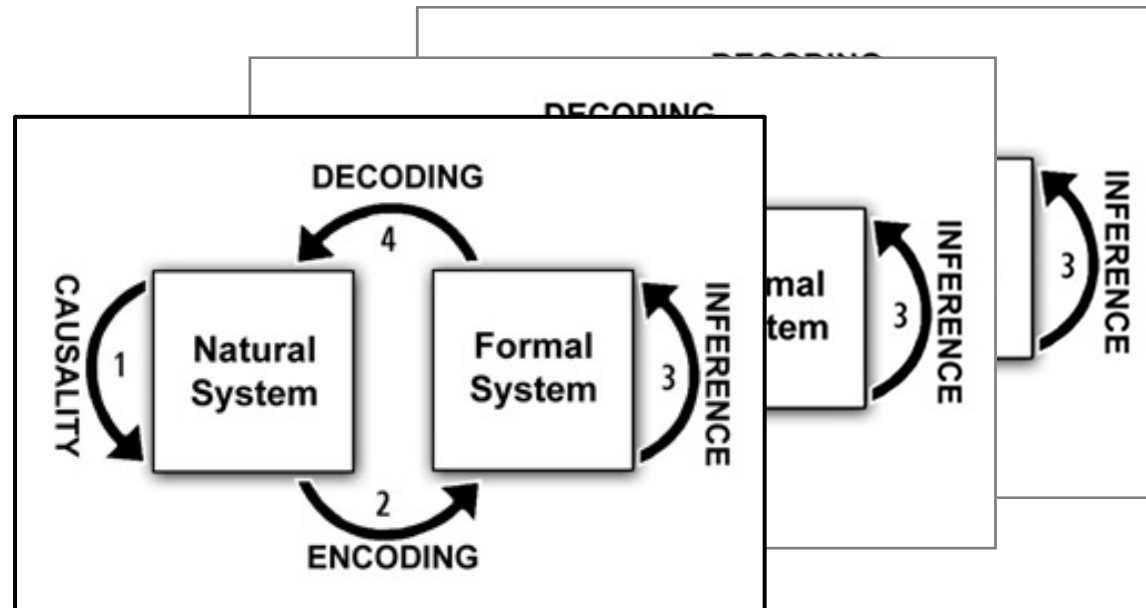 DECODING
DECODING
DECODING
4
CAUSALITY
1
Natural
System
Formal
System
3
INFERENCE
2
ENCODING
mal
tem
3
INFERENCE
3
INFERENCE